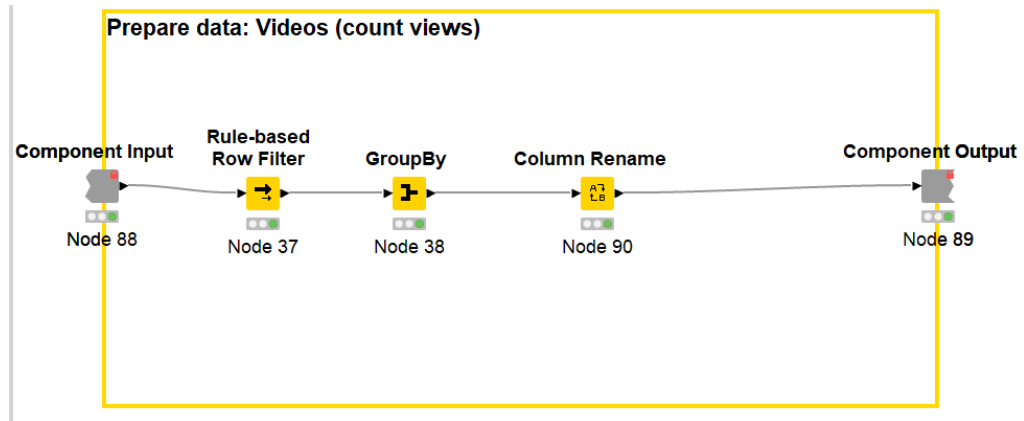 Prepare data: Videos (count views)
Component Input
Rule-based
Row Filter
GroupBy
Column Rename
Component Output
Node 88
Node 37
Node 38
Node 90
Node 89